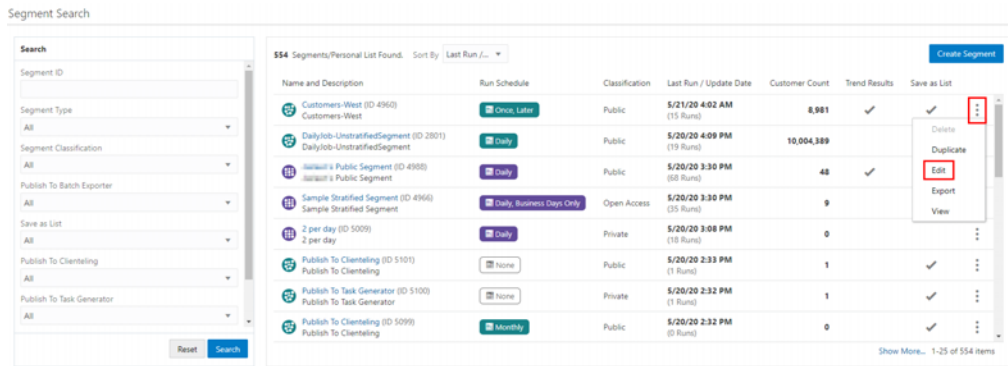 Segment Search
Search
Segment ID
Segment Type
All
Segment Classification
All
Publish To Batch Exporter
All
Save as List
All
Publish To Clienteling
All
Publish To Task Generator
All
Reset Search
554 Segments/Personal List Found. Sort By Last Run /... Create Segment
Name and Description Run Schedule Classification Last Run / Update Date Customer Count Trend Results Save as List
Customers-West (ID 4960) Once, Later Public 5/21/20 4:02 AM 8,981
Customers-West (15 Runs)
DailyJob-UnstratifiedSegment (ID 2801) Daily Public 5/20/20 4:09 PM 10,004,389
DailyJob-UnstratifiedSegment (19 Runs)
Public Segment (ID 4988) Daily Public 5/20/20 3:30 PM 48
Public Segment (68 Runs)
Sample Stratified Segment (ID 4966) Daily, Business Days Only Open Access 5/20/20 3:30 PM 9
Sample Stratified Segment (35 Runs)
2 per day (ID 5009) Daily Private 5/20/20 3:08 PM 0
2 per day (18 Runs)
Publish To Clienteling (ID 5101) None Public 5/20/20 2:33 PM 1
Publish To Clienteling (1 Runs)
Publish To Task Generator (ID 5100) None Private 5/20/20 2:32 PM 1
Publish To Task Generator (1 Runs)
Publish To Clienteling (ID 5099) Monthly Public 5/20/20 2:32 PM 0
Publish To Clienteling (0 Runs)
Delete
Duplicate
Edit
Export
View
Show More... 1-25 of 554 items